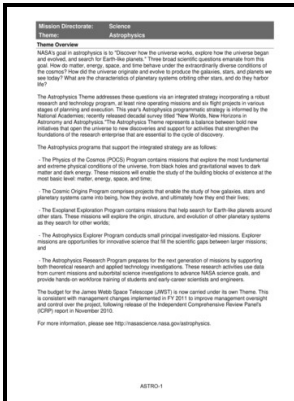 Mission Directorate: Science
Theme: Astrophysics
Theme Overview
NASA's goal in astrophysics is to "Discover how the universe works, explore how the universe began
and evolved, and search for Earth-like planets." Three broad scientific questions emanate from this
goal. How do matter, energy, space, and time behave under the extraordinarily diverse conditions of
the cosmos? How did the universe originate and evolve to produce the galaxies, stars, and planets we
see today? What are the characteristics of planetary systems orbiting other stars, and do they harbor
life?
The Astrophysics Theme addresses these questions via an integrated strategy incorporating a robust
research and technology program, at least nine operating missions and six flight projects in various
stages of planning and execution. This year's Astrophysics programmatic strategy is informed by the
National Academies; recently released decadal survey titled "New Worlds, New Horizons in
Astronomy and Astrophysics." The Astrophysics Theme represents a balance between bold new
initiatives that open the universe to new discoveries and support for activities that strengthen the
foundations of the research enterprise that are essential to the cycle of discovery.
The Astrophysics programs that support the integrated strategy are as follows:
- The Physics of the Cosmos (POCS) Program contains missions that explore the most fundamental
and extreme physical conditions of the universe, from black holes and gravitational waves to dark
matter and dark energy. These missions will enable the study of the building blocks of existence at the
most basic level: matter, energy, space, and time;
- The Cosmic Origins Program comprises projects that enable the study of how galaxies, stars and
planetary systems came into being, how they evolve, and ultimately how they end their lives;
- The Exoplanet Exploration Program contains missions that help search for Earth-like planets around
other stars. These missions will explore the origin, structure, and evolution of other planetary systems
as they search for other worlds;
- The Astrophysics Explorer Program conducts small principal investigator-led missions. Explorer
missions are opportunities for innovative science that fill the scientific gaps between larger missions;
and
- The Astrophysics Research Program prepares for the next generation of missions by supporting
both theoretical research and applied technology investigations. These research activities use data
from current missions and suborbital science investigations to advance NASA science goals, and
provide hands-on workforce training of students and early-career scientists and engineers.
The budget for the James Webb Space Telescope (JWST) is now carried under its own Theme. This
is consistent with management changes implemented in FY 2011 to improve management oversight
and control over the project, following release of the Independent Comprehensive Review Panel's
(ICRP) report in November 2010.
For more information, please see http://nasascience.nasa.gov/astrophysics.
ASTRO-1